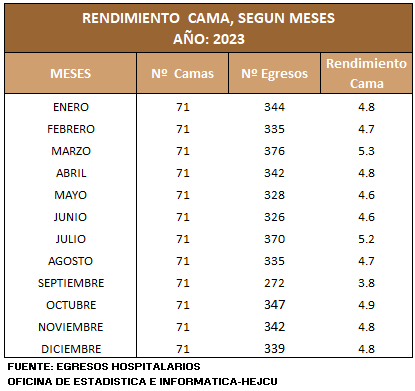 RENDIMIENTO CAMA, SEGUN MESES
AÑO: 2023
MESES Nº Camas Nº Egresos Rendimiento Cama
ENERO 71 344 4.8
FEBRERO 71 335 4.7
MARZO 71 376 5.3
ABRIL 71 342 4.8
MAYO 71 328 4.6
JUNIO 71 326 4.6
JULIO 71 370 5.2
AGOSTO 71 335 4.7
SEPTIEMBRE 71 272 3.8
OCTUBRE 71 347 4.9
NOVIEMBRE 71 342 4.8
DICIEMBRE 71 339 4.8
FUENTE: EGRESOS HOSPITALARIOS
OFICINA DE ESTADISTICA E INFORMATICA-HEJCU